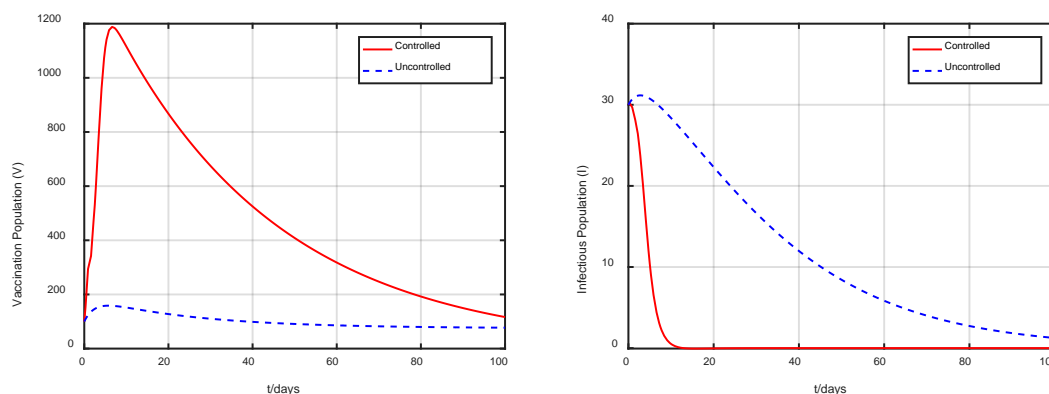 1200
1000
800
600
400
200
0
Vaccination Population (V)
Controlled
Uncontrolled
0 20 40 60 80 100
t/days
40
30
20
10
0
Infectious Population (I)
Controlled
Uncontrolled
0 20 40 60 80 100
t/days